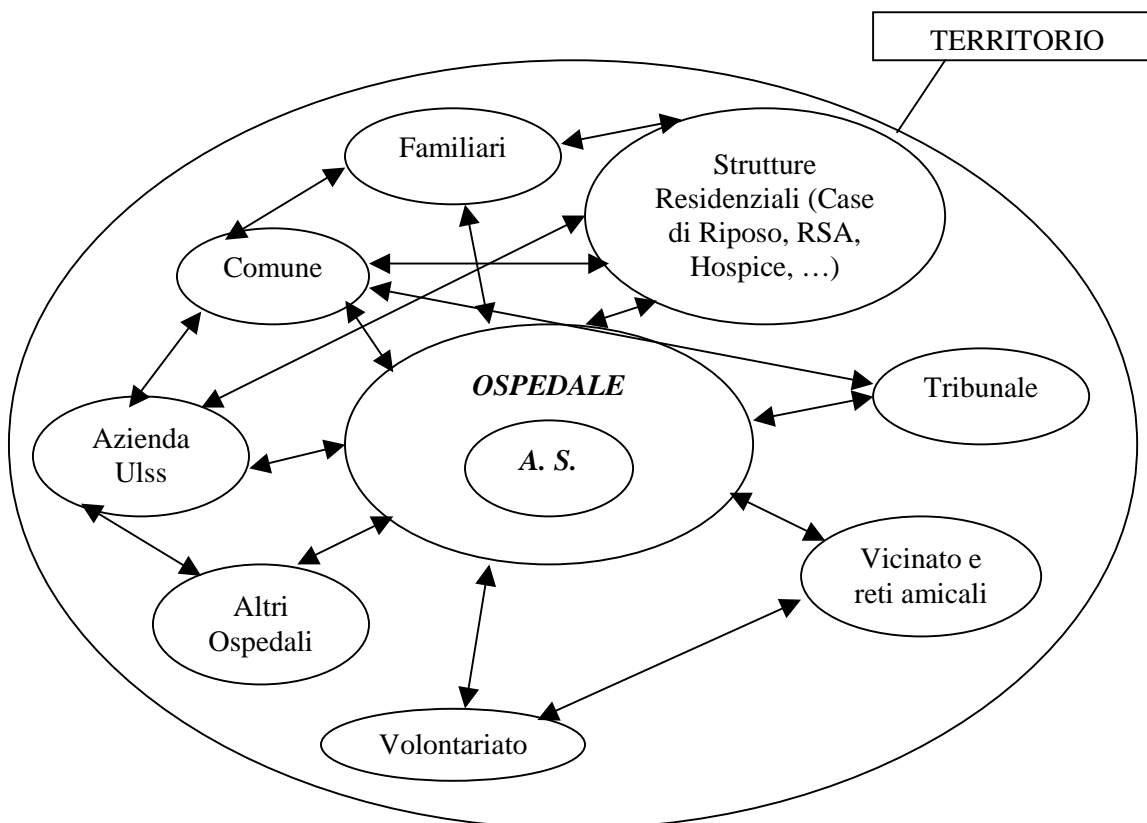 TERRITORIO
Familiari
Strutture
Residenziali (Case
di Riposo, RSA,
Hospice, …)
Comune
OSPEDALE
A. S.
Tribunale
Azienda
Ulss
Vicinato e
reti amicali
Altri
Ospedali
Volontariato